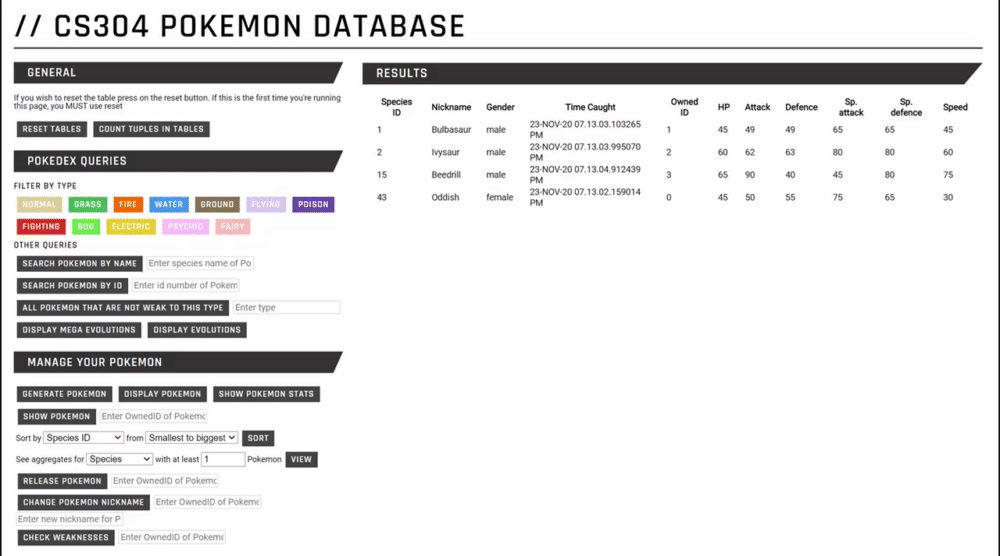 // CS304 POKEMON DATABASE
GENERAL
If you wish to reset the table press on the reset button. If this is the first time you're running
this page, you MUST use reset
RESET TABLES COUNT TUPLES IN TABLES
POKEDEX QUERIES
FILTER BY TYPE
NORMAL GRASS FIRE WATER GROUND FLYING POISON
FIGHTING BUG ELECTRIC PSYCHIC FAIRY
OTHER QUERIES
SEARCH POKEMON BY NAME Enter species name of Po
SEARCH POKEMON BY ID Enter id number of Pokem
ALL POKEMON THAT ARE NOT WEAK TO THIS TYPE Enter type
DISPLAY MEGA EVOLUTIONS DISPLAY EVOLUTIONS
MANAGE YOUR POKEMON
GENERATE POKEMON DISPLAY POKEMON SHOW POKEMON STATS
SHOW POKEMON Enter OwnedID of Pokemc
Sort by Species ID from Smallest to biggest SORT
See aggregates for Species with at least 1 Pokemon VIEW
RELEASE POKEMON Enter OwnedID of Pokemc
CHANGE POKEMON NICKNAME Enter OwnedID of Pokemc
Enter new nickname for P
CHECK WEAKNESSES Enter OwnedID of Pokemc
RESULTS
Species ID Nickname Gender Time Caught Owned ID HP Attack Defence Sp. attack Sp. defence Speed
1 Bulbasaur male 23-NOV-20 07.13.03.103265 PM 1 45 49 49 65 65 45
2 Ivysaur male 23-NOV-20 07.13.03.995070 PM 2 60 62 63 80 80 60
15 Beedrill male 23-NOV-20 07.13.04.912439 PM 3 65 90 40 45 80 75
43 Oddish female 23-NOV-20 07.13.02.159014 PM 0 45 50 55 75 65 30